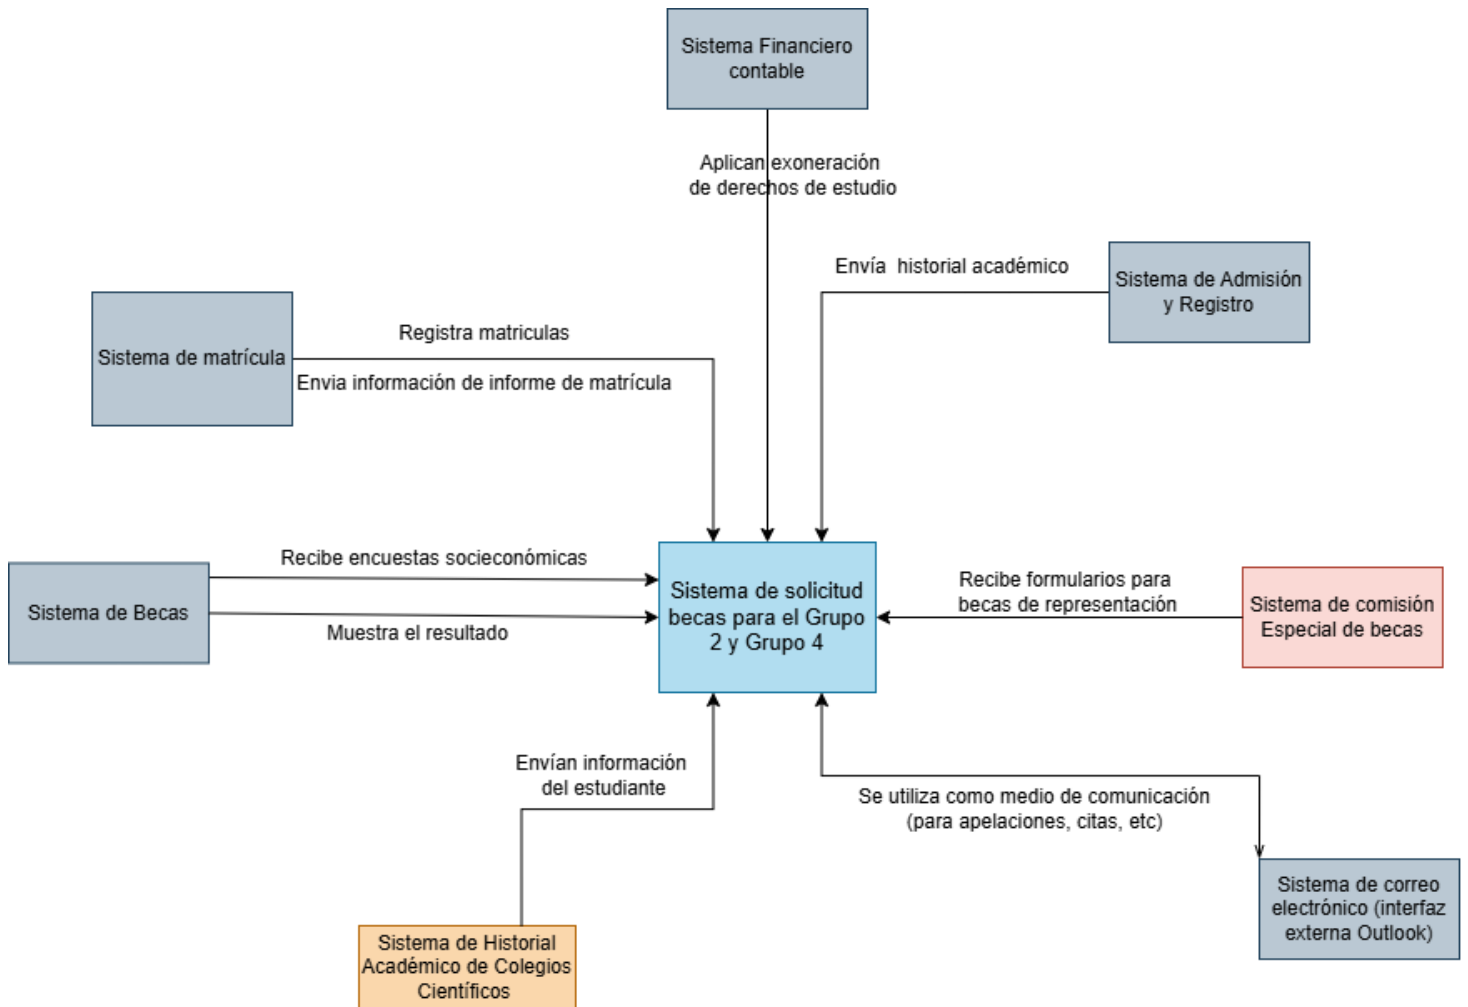 Sistema Financiero
contable
Aplican exoneración
de derechos de estudio
Envía  historial académico
Sistema de Admisión
y Registro
Registra matriculas
Sistema de matrícula
Envia información de informe de matrícula
Recibe encuestas socieconómicas
Sistema de Becas
Muestra el resultado
Sistema de solicitud
becas para el Grupo
2 y Grupo 4
Recibe formularios para
becas de representación
Sistema de comisión
Especial de becas
Envían información
del estudiante
Se utiliza como medio de comunicación
(para apelaciones, citas, etc)
Sistema de correo
electrónico (interfaz
externa Outlook)
Sistema de Historial
Académico de Colegios
Científicos